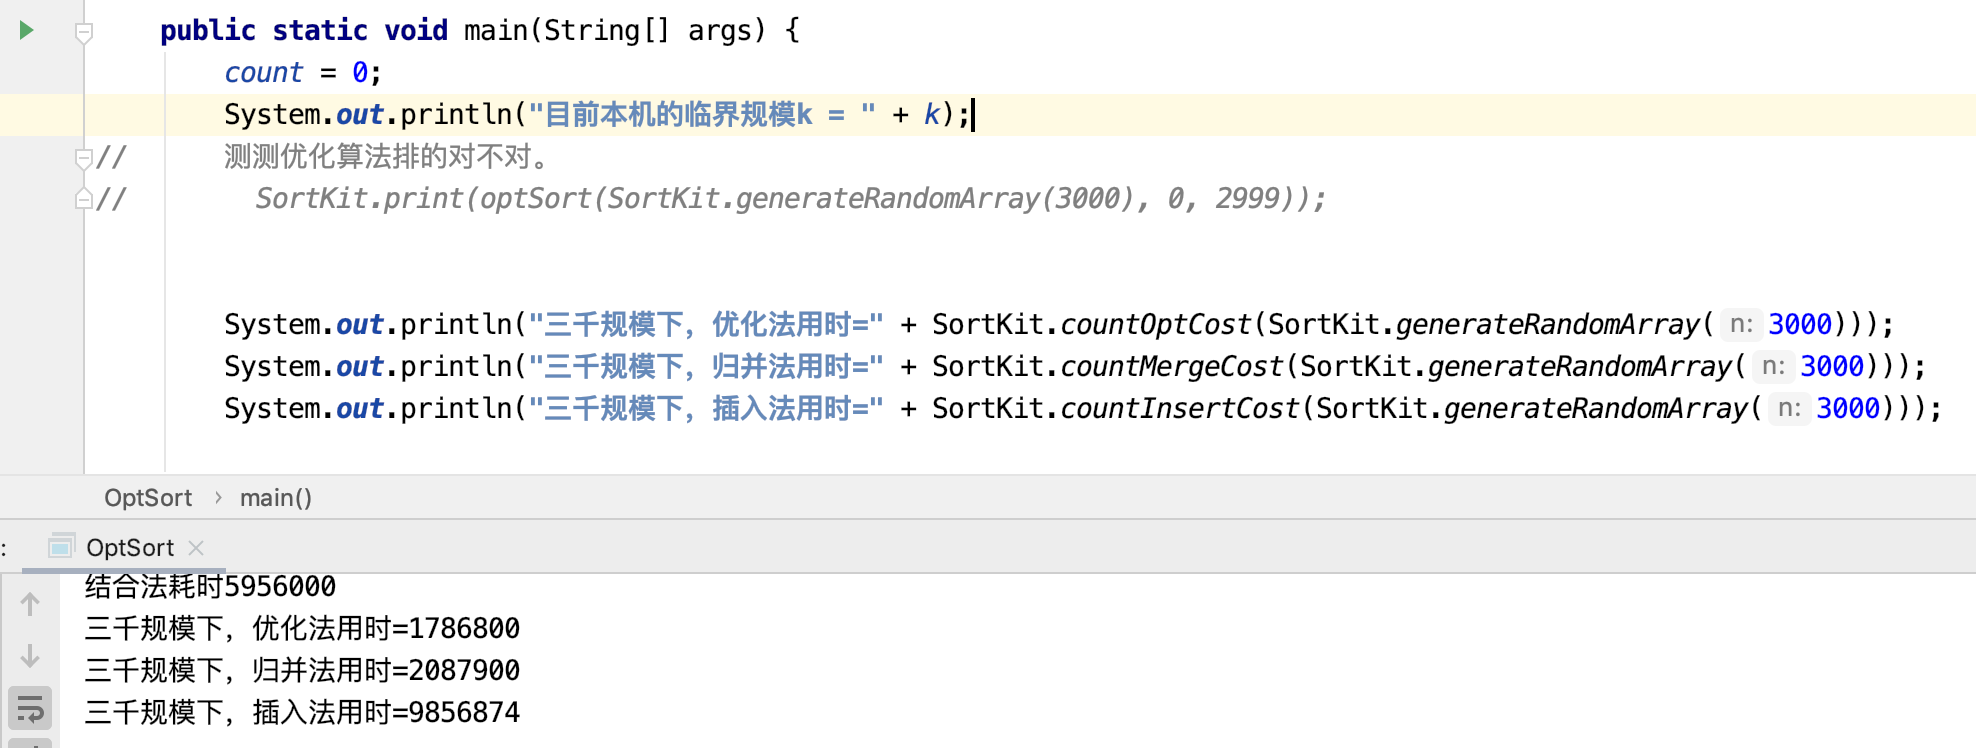 public static void main(String[] args) {
count = 0;
System.out.println("目前本机的临界规模k = " + k);
// 测测优化算法排的对不对。
// SortKit.print(optSort(SortKit.generateRandomArray(3000), 0, 2999));
System.out.println("三千规模下，优化法用时=" + SortKit.countOptCost(SortKit.generateRandomArray( n: 3000)));
System.out.println("三千规模下，归并法用时=" + SortKit.countMergeCost(SortKit.generateRandomArray( n: 3000)));
System.out.println("三千规模下，插入法用时=" + SortKit.countInsertCost(SortKit.generateRandomArray( n: 3000)));
OptSort › main()
: OptSort ×
结合法耗时5956000
三千规模下，优化法用时=1786800
三千规模下，归并法用时=2087900
三千规模下，插入法用时=9856874